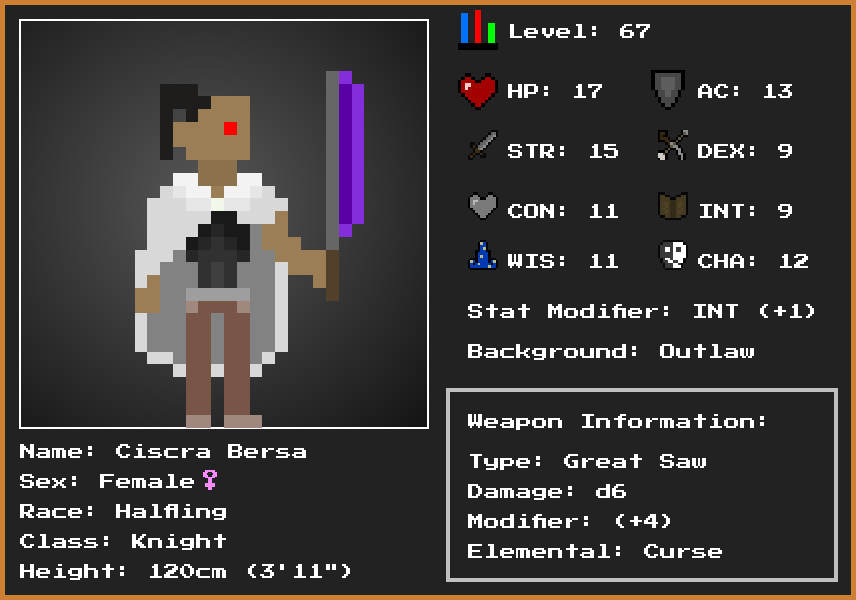 Level: 67
HP: 17
AC: 13
STR: 15
DEX: 9
CON: 11
INT: 9
WIS: 11
CHA: 12
Stat Modifier: INT (+1)
Background: Outlaw
Weapon Information:
Type: Great Saw
Damage: d6
Modifier: (+4)
Elemental: Curse
Name: Ciscra Bersa
Sex: Female♀
Race: Halfling
Class: Knight
Height: 120cm (3'11")